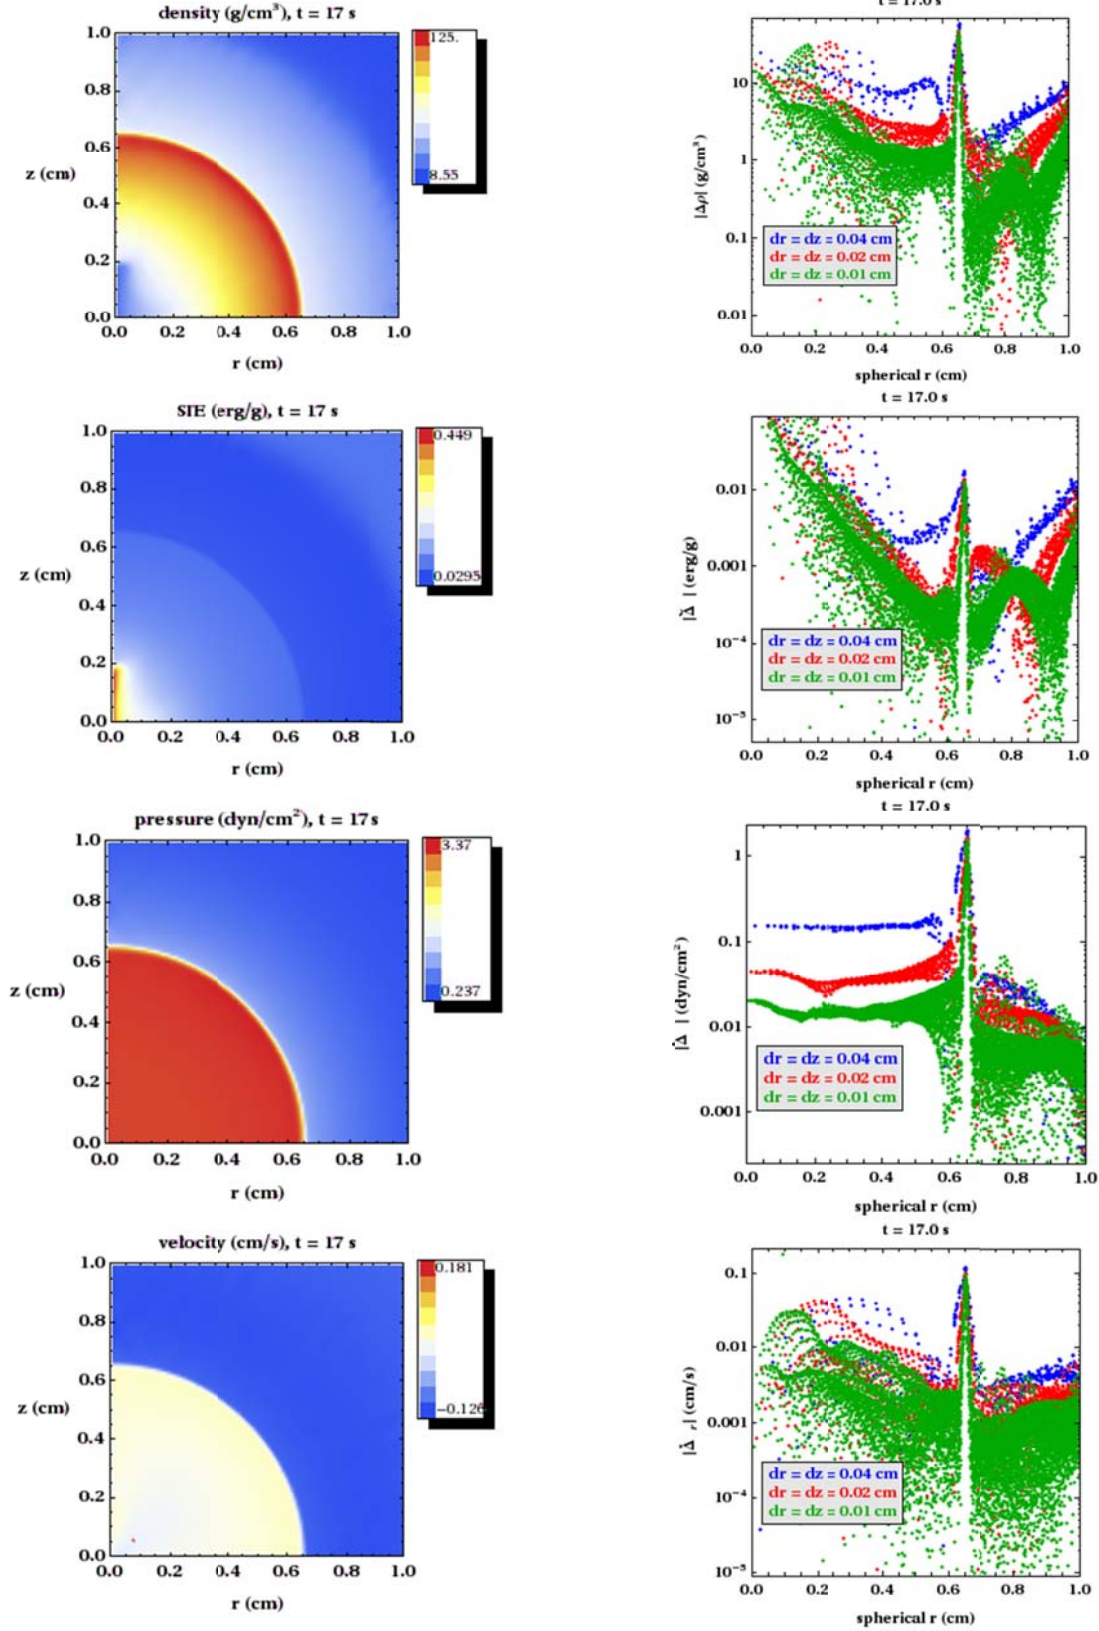 density (g/cm³), t = 17 s
1.0
0.8
0.6
z (cm)
0.4
0.2
0.0
0.0 0.2 0.4 0.6 0.8 1.0
r (cm)
125.
8.55
t = 17.0 s
10
1
0.1
0.01
|Δρ| (g/cm³)
dr = dz = 0.04 cm
dr = dz = 0.02 cm
dr = dz = 0.01 cm
0.0 0.2 0.4 0.6 0.8 1.0
spherical r (cm)
SIE (erg/g), t = 17 s
1.0
0.8
0.6
z (cm)
0.4
0.2
0.0
0.0 0.2 0.4 0.6 0.8 1.0
r (cm)
0.449
0.0295
t = 17.0 s
0.01
0.001
10⁻⁴
10⁻⁵
|Δ | (erg/g)
dr = dz = 0.04 cm
dr = dz = 0.02 cm
dr = dz = 0.01 cm
0.0 0.2 0.4 0.6 0.8 1.0
spherical r (cm)
pressure (dyn/cm²), t = 17 s
1.0
0.8
0.6
z (cm)
0.4
0.2
0.0
0.0 0.2 0.4 0.6 0.8 1.0
r (cm)
3.37
0.237
t = 17.0 s
1
0.1
0.01
0.001
|Δ | (dyn/cm²)
dr = dz = 0.04 cm
dr = dz = 0.02 cm
dr = dz = 0.01 cm
0.0 0.2 0.4 0.6 0.8 1.0
spherical r (cm)
velocity (cm/s), t = 17 s
1.0
0.8
0.6
z (cm)
0.4
0.2
0.0
0.0 0.2 0.4 0.6 0.8 1.0
r (cm)
0.181
−0.126
t = 17.0 s
0.1
0.01
0.001
10⁻⁴
10⁻⁵
|Δ ᵣ| (cm/s)
dr = dz = 0.04 cm
dr = dz = 0.02 cm
dr = dz = 0.01 cm
0.0 0.2 0.4 0.6 0.8 1.0
spherical r (cm)